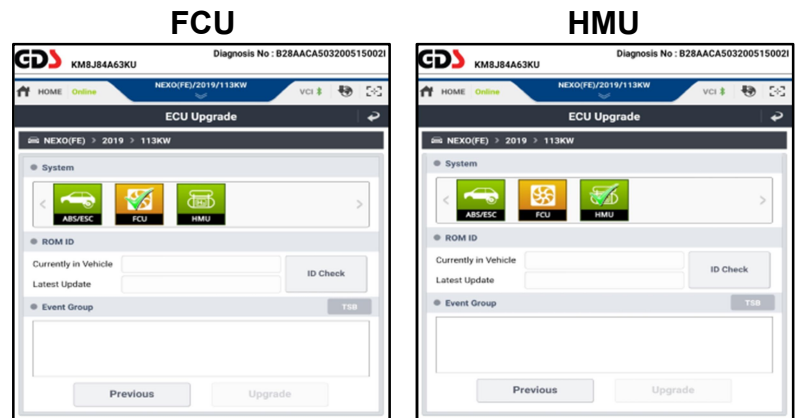 FCU
GDS KM8J84A63KU Diagnosis No : B28AACA503200515002I
HOME Online NEXO(FE)/2019/113KW VCI
ECU Upgrade
NEXO(FE) > 2019 > 113KW
System
< ABS/ESC FCU HMU >
ROM ID
Currently in Vehicle
ID Check
Latest Update
Event Group TSB
Previous Upgrade
HMU
GDS KM8J84A63KU Diagnosis No : B28AACA503200515002I
HOME Online NEXO(FE)/2019/113KW VCI
ECU Upgrade
NEXO(FE) > 2019 > 113KW
System
< ABS/ESC FCU HMU >
ROM ID
Currently in Vehicle
ID Check
Latest Update
Event Group TSB
Previous Upgrade